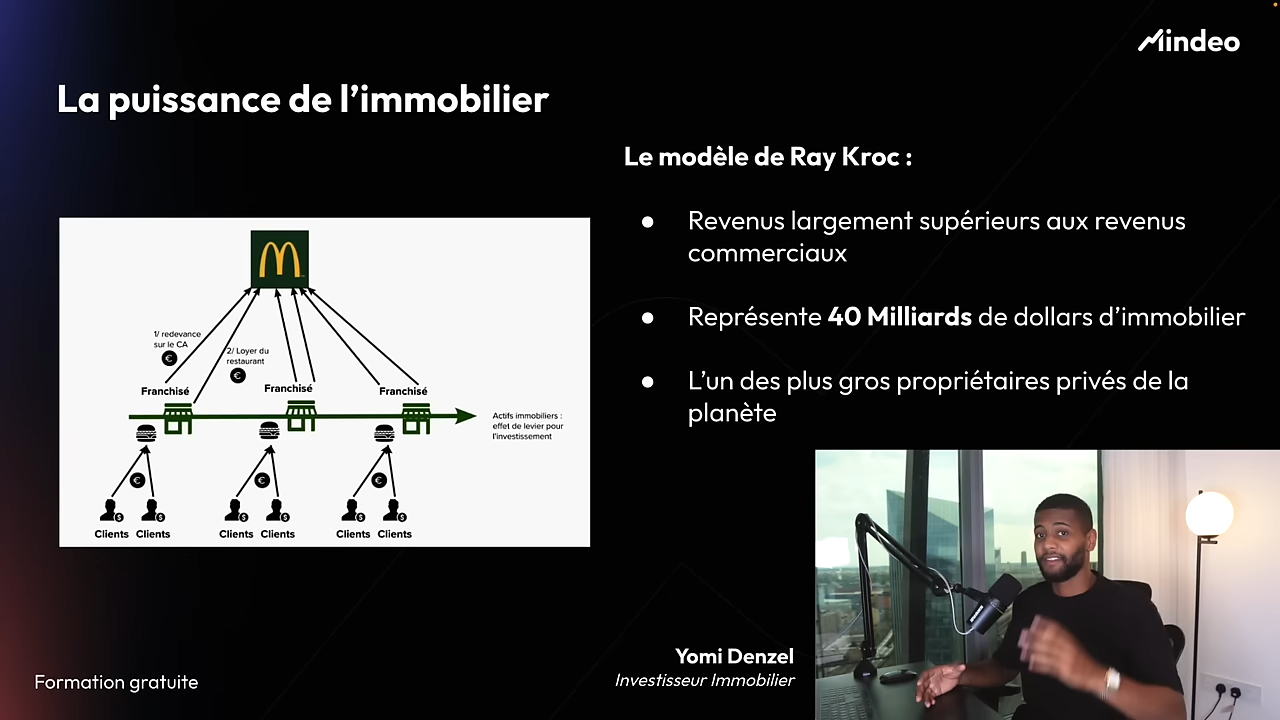 Mindeo
La puissance de l’immobilier
Le modèle de Ray Kroc :
● Revenus largement supérieurs aux revenus
commerciaux
● Représente 40 Milliards de dollars d’immobilier
● L’un des plus gros propriétaires privés de la
planète
1/ redevance
sur le CA
€
2/ Loyer du
restaurant
€
Franchisé
Franchisé
Franchisé
Actifs immobiliers :
effet de levier pour
l’investissement
€
€
€
$
$
$
$
$
$
Clients Clients
Clients Clients
Clients Clients
Yomi Denzel
Investisseur Immobilier
Formation gratuite